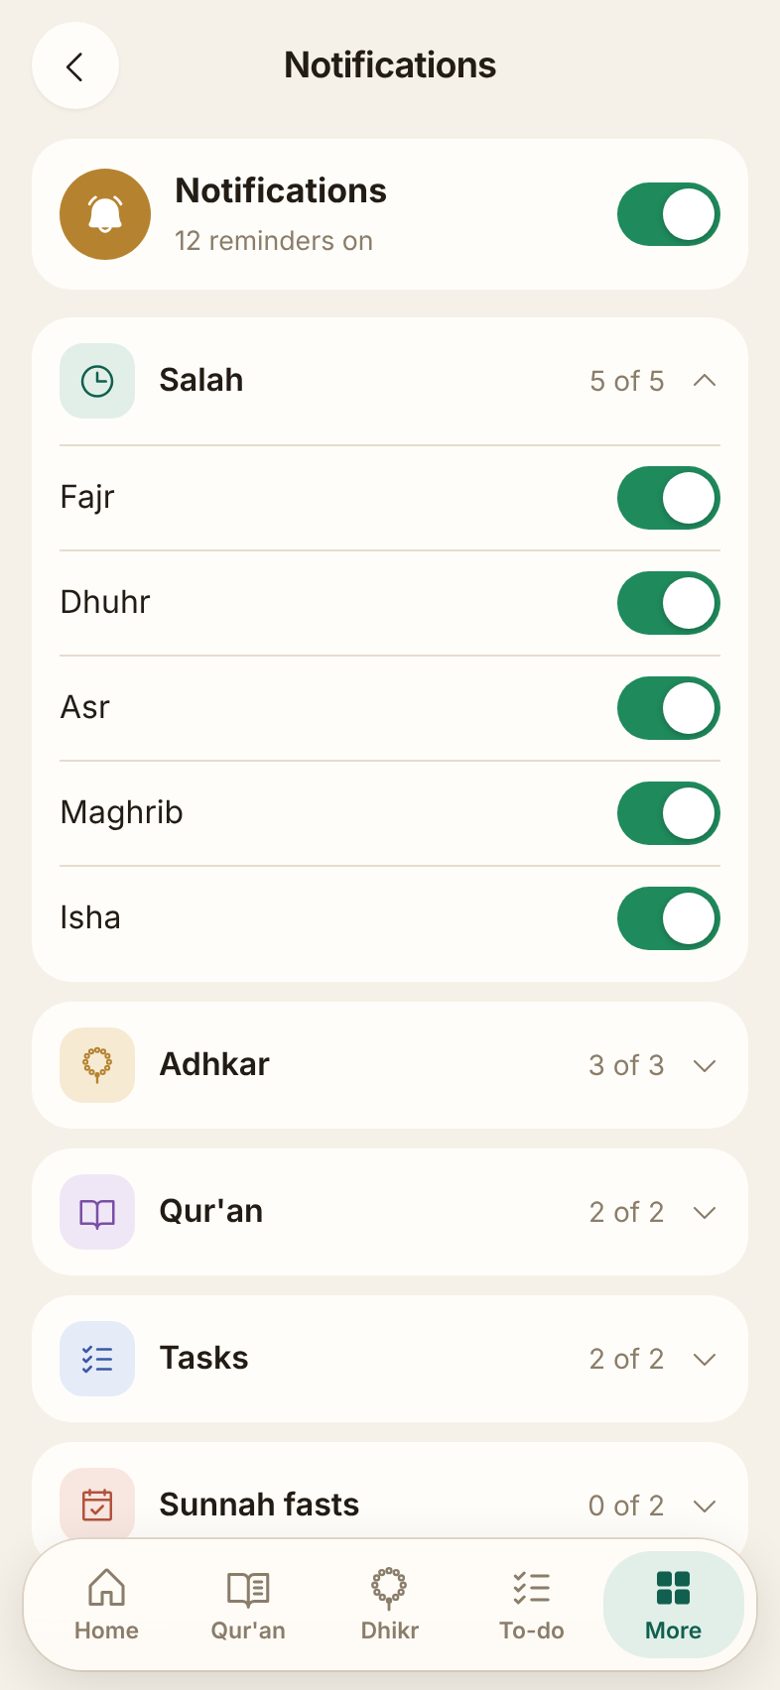 Notifications
Notifications
12 reminders on
Salah 5 of 5
Fajr
Dhuhr
Asr
Maghrib
Isha
Adhkar 3 of 3
Qur'an 2 of 2
Tasks 2 of 2
Sunnah fasts 0 of 2
Home Qur'an Dhikr To-do More